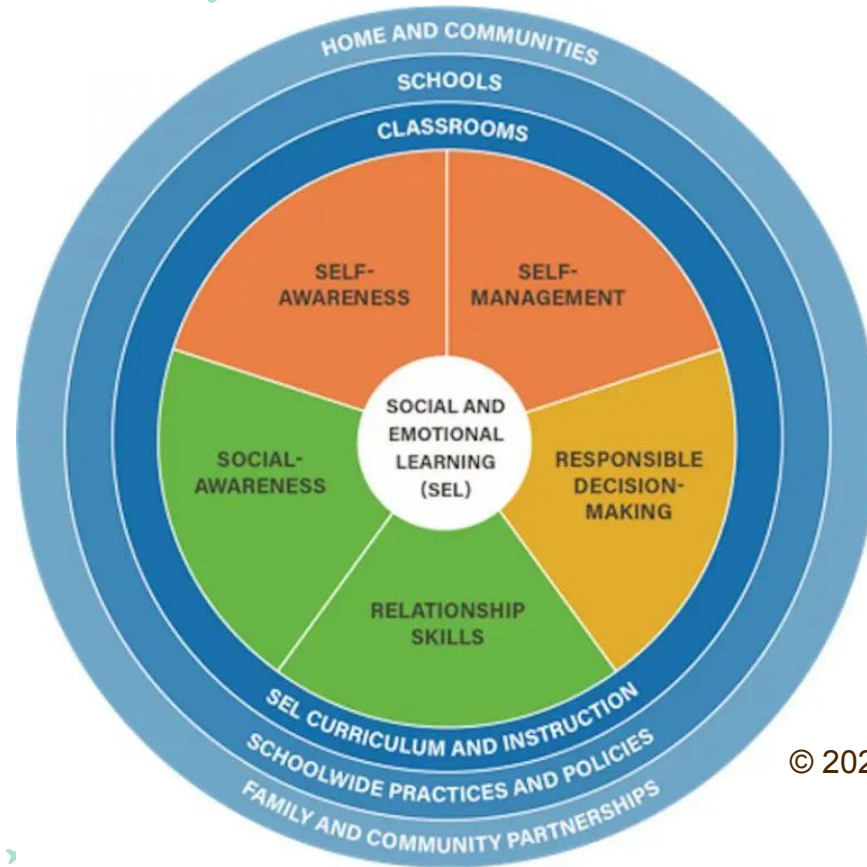 HOME AND COMMUNITIES
SCHOOLS
CLASSROOMS
SELF-
AWARENESS
SELF-
MANAGEMENT
SOCIAL AND
EMOTIONAL
LEARNING
(SEL)
SOCIAL-
AWARENESS
RESPONSIBLE
DECISION-
MAKING
RELATIONSHIP
SKILLS
SEL CURRICULUM AND INSTRUCTION
SCHOOLWIDE PRACTICES AND POLICIES
FAMILY AND COMMUNITY PARTNERSHIPS
©